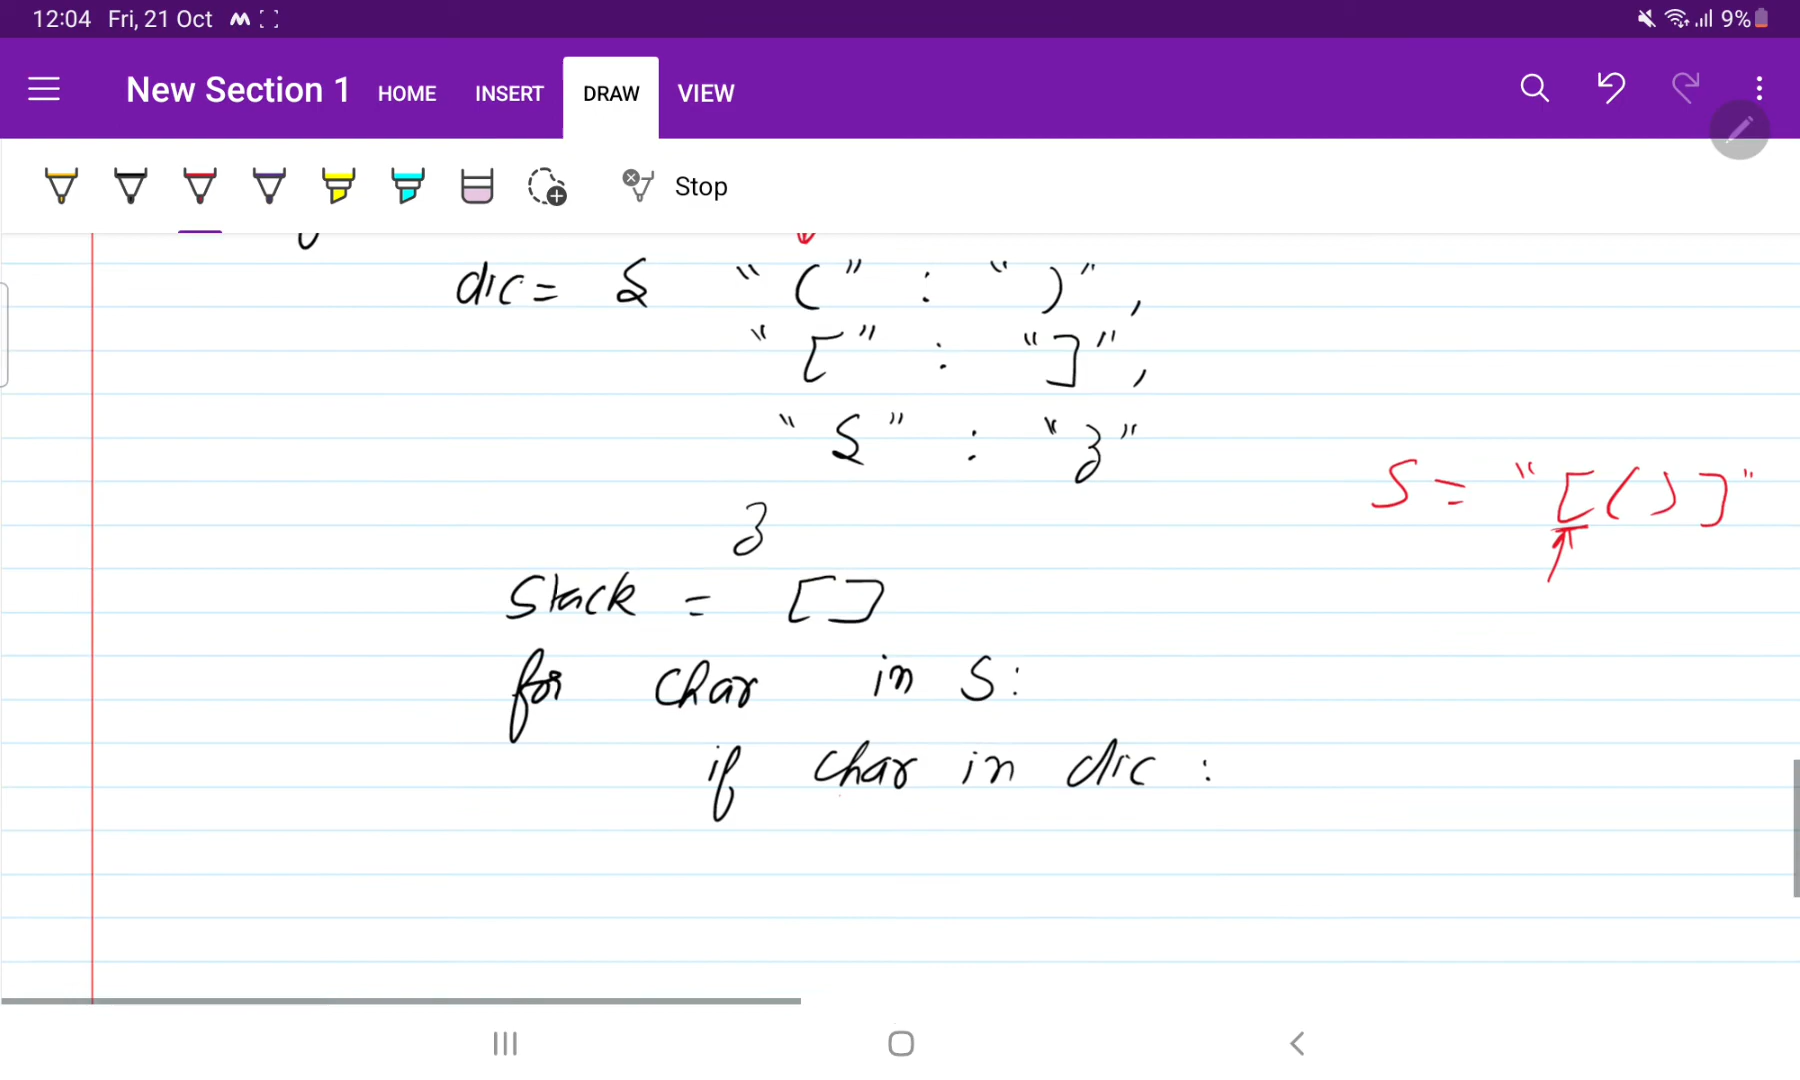 12:04 Fri, 21 Oct 9%
New Section 1 HOME INSERT DRAW VIEW
Stop
dic = { "(" : ")",
"[" : "]",
"{" : "}"
}
S = "[()]"
Stack = []
for char in S:
if char in dic :